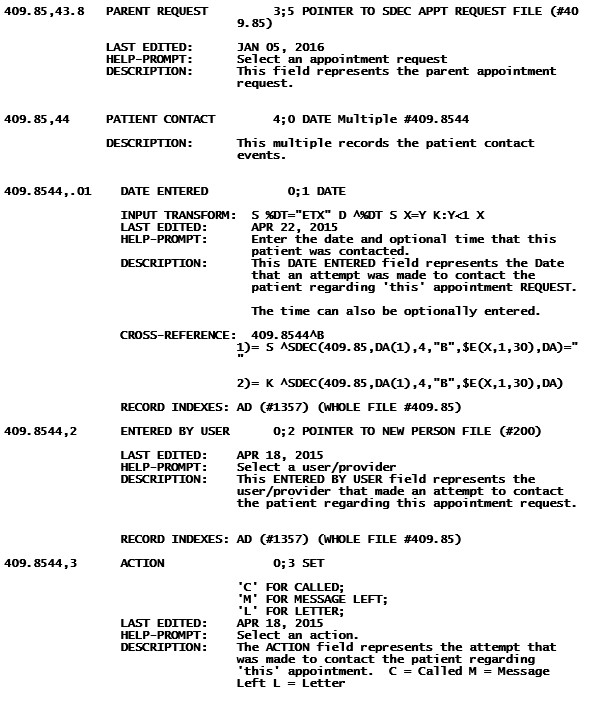 409.85,43.8 PARENT REQUEST 3;5 POINTER TO SDEC APPT REQUEST FILE (#40
9.85)
LAST EDITED: JAN 05, 2016
HELP-PROMPT: Select an appointment request
DESCRIPTION: This field represents the parent appointment
request.
409.85,44 PATIENT CONTACT 4;0 DATE Multiple #409.8544
DESCRIPTION: This multiple records the patient contact
events.
409.8544,.01 DATE ENTERED 0;1 DATE
INPUT TRANSFORM: S %DT="ETX" D ^%DT S X=Y K:Y<1 X
LAST EDITED: APR 22, 2015
HELP-PROMPT: Enter the date and optional time that this
patient was contacted.
DESCRIPTION: This DATE ENTERED field represents the Date
that an attempt was made to contact the
patient regarding 'this' appointment REQUEST.
The time can also be optionally entered.
CROSS-REFERENCE: 409.8544^B
1)= S ^SDEC(409.85,DA(1),4,"B",$E(X,1,30),DA)="
"
2)= K ^SDEC(409.85,DA(1),4,"B",$E(X,1,30),DA)
RECORD INDEXES: AD (#1357) (WHOLE FILE #409.85)
409.8544,2 ENTERED BY USER 0;2 POINTER TO NEW PERSON FILE (#200)
LAST EDITED: APR 18, 2015
HELP-PROMPT: Select a user/provider
DESCRIPTION: This ENTERED BY USER field represents the
user/provider that made an attempt to contact
the patient regarding this appointment request.
RECORD INDEXES: AD (#1357) (WHOLE FILE #409.85)
409.8544,3 ACTION 0;3 SET
'C' FOR CALLED;
'M' FOR MESSAGE LEFT;
'L' FOR LETTER;
LAST EDITED: APR 18, 2015
HELP-PROMPT: Select an action.
DESCRIPTION: The ACTION field represents the attempt that
was made to contact the patient regarding
'this' appointment. C = Called M = Message
Left L = Letter